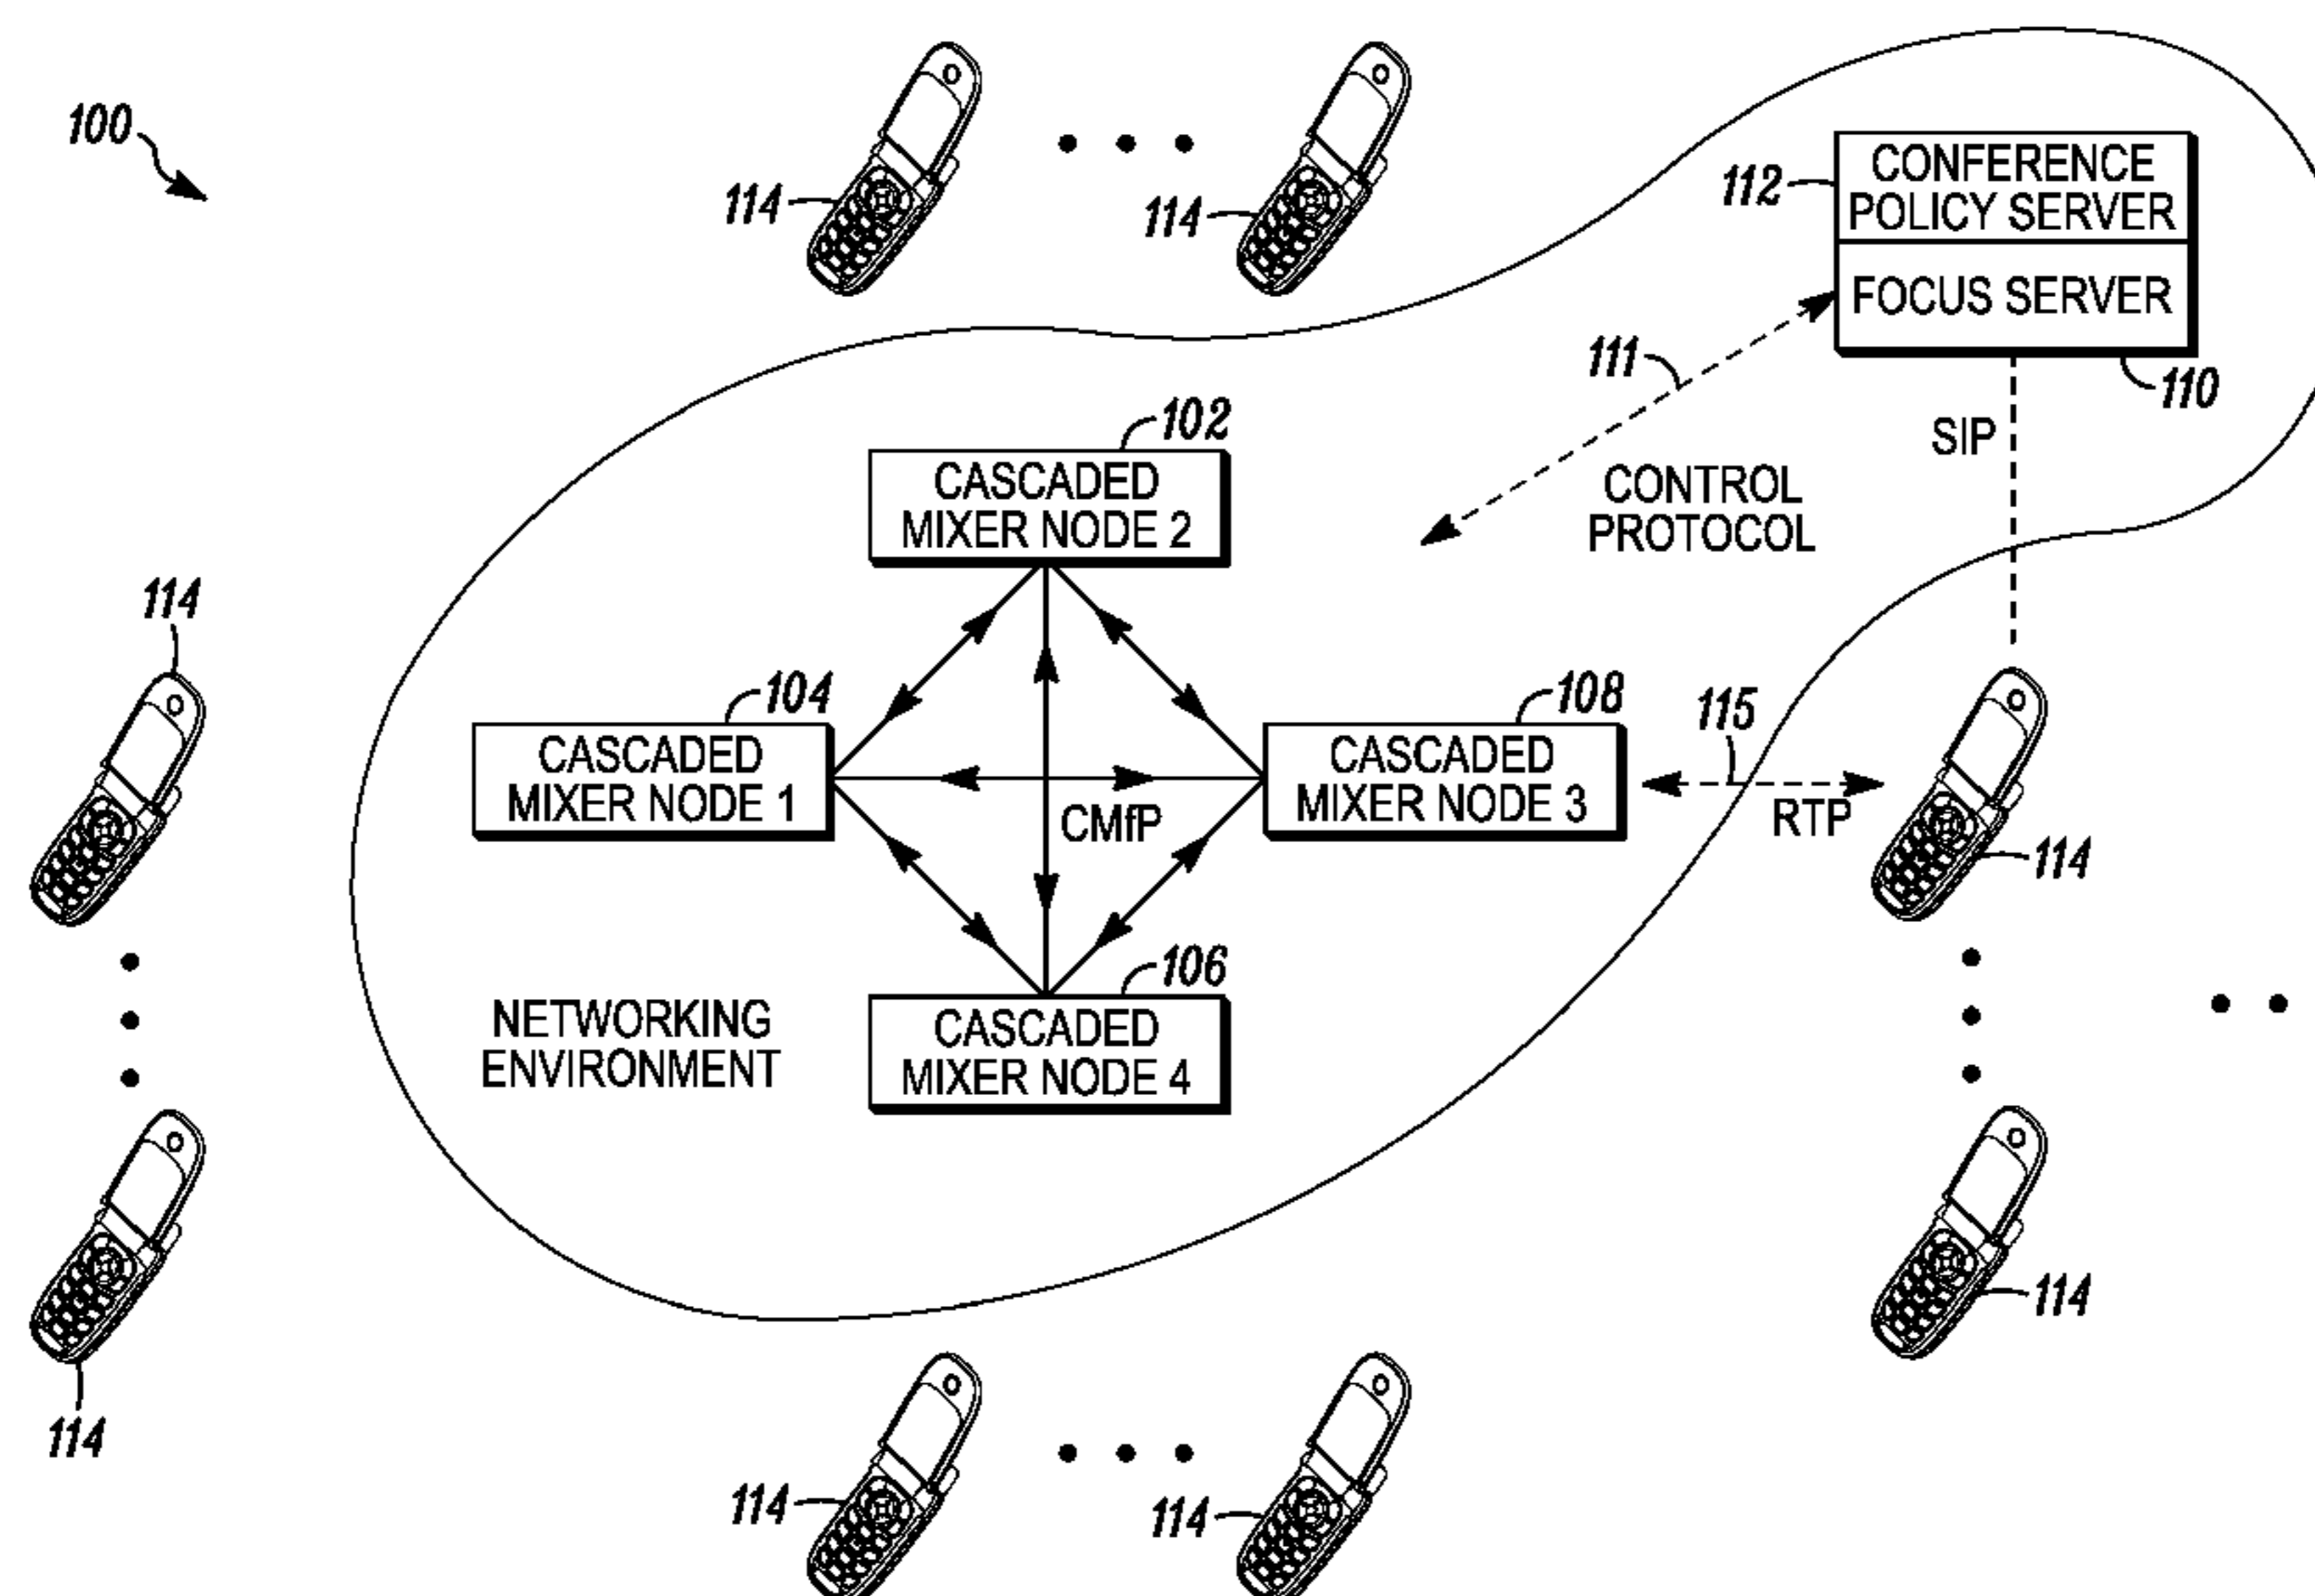 100
114
114
112
CONFERENCE
POLICY SERVER
FOCUS SERVER
111
110
SIP
102
CASCADED
MIXER NODE 2
CONTROL
PROTOCOL
114
104
CASCADED
MIXER NODE 1
108
CASCADED
MIXER NODE 3
115
RTP
CMfP
114
106
CASCADED
MIXER NODE 4
NETWORKING
ENVIRONMENT
114
114
114
114